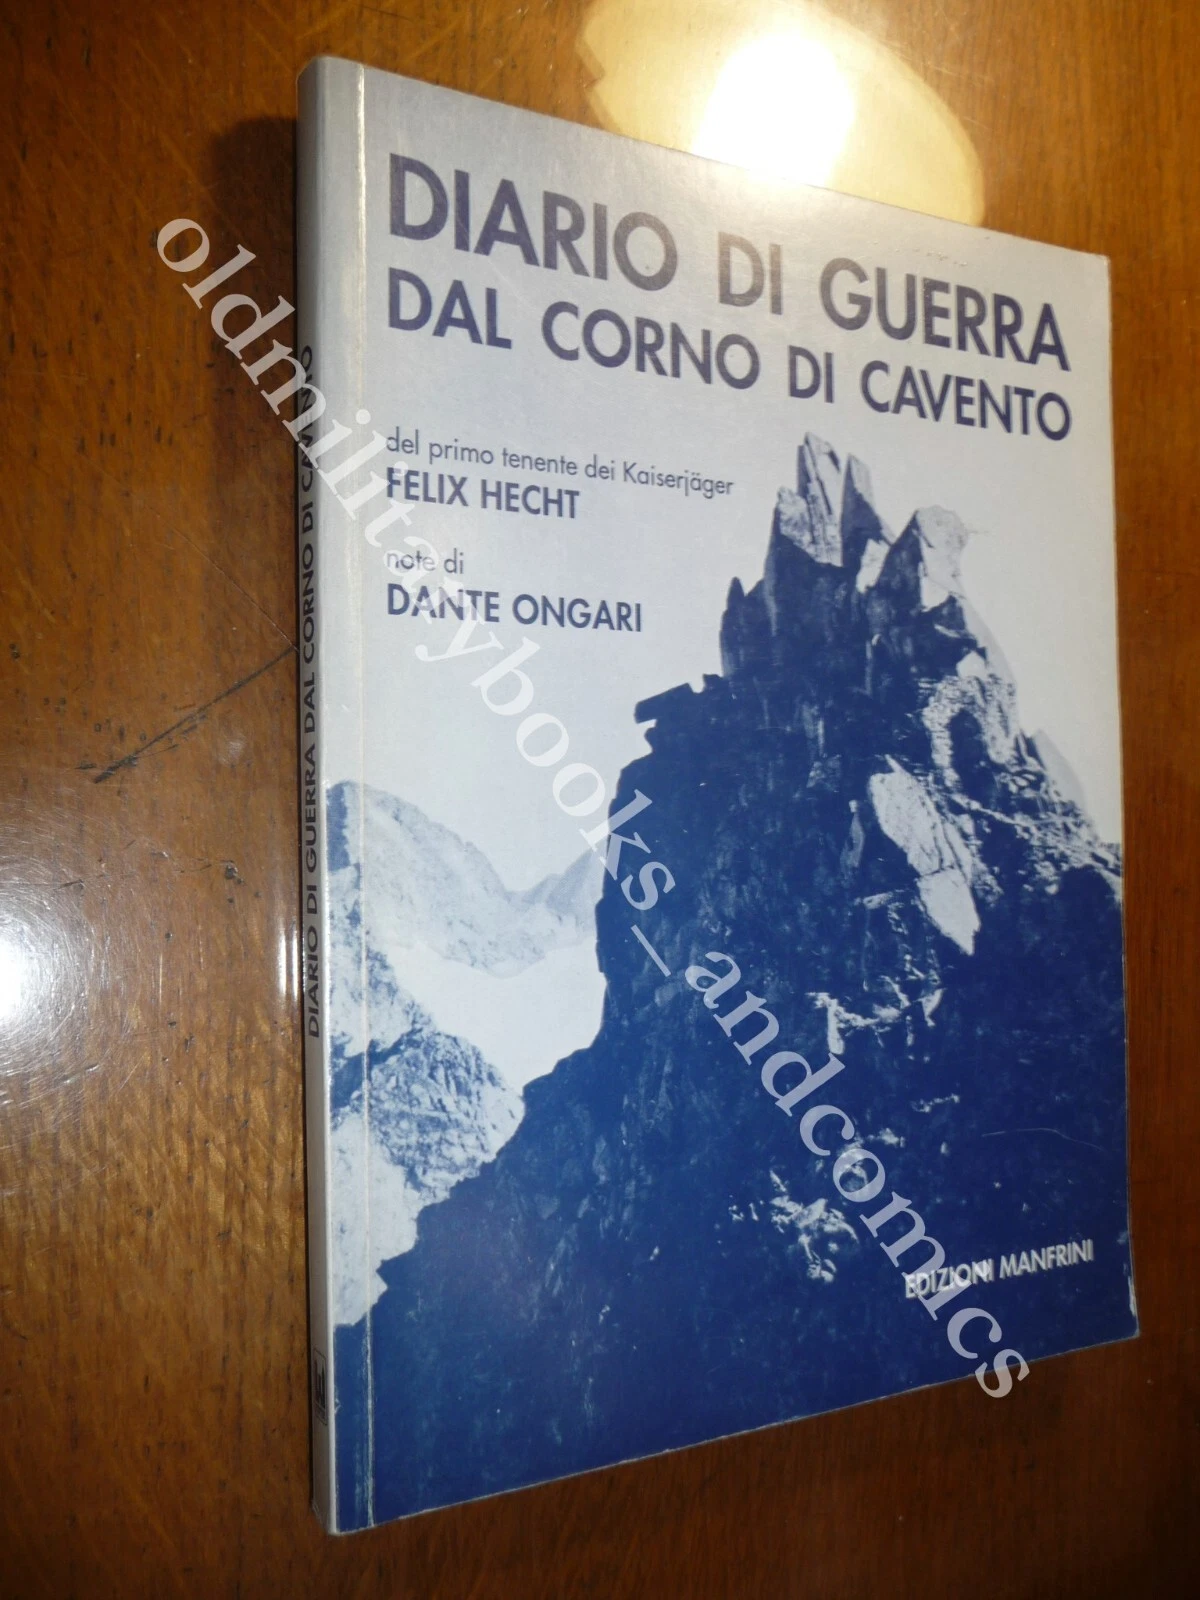 DIARIO DI GUERRA
DAL CORNO DI CAVENTO
del primo tenente dei Kaiserjäger
FELIX HECHT
note di
DANTE ONGARI
EDIZIONI MANFRINI
DIARIO DI GUERRA DAL CORNO DI CAVENTO
oldmilitaybooks_andcomics